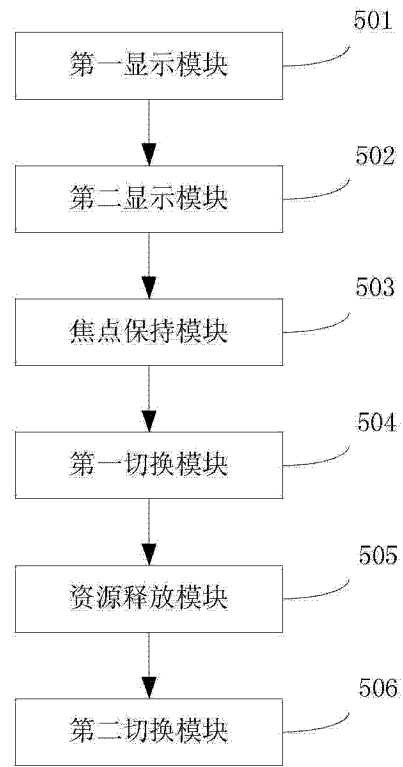 501
第一显示模块
502
第二显示模块
503
焦点保持模块
504
第一切换模块
505
资源释放模块
506
第二切换模块